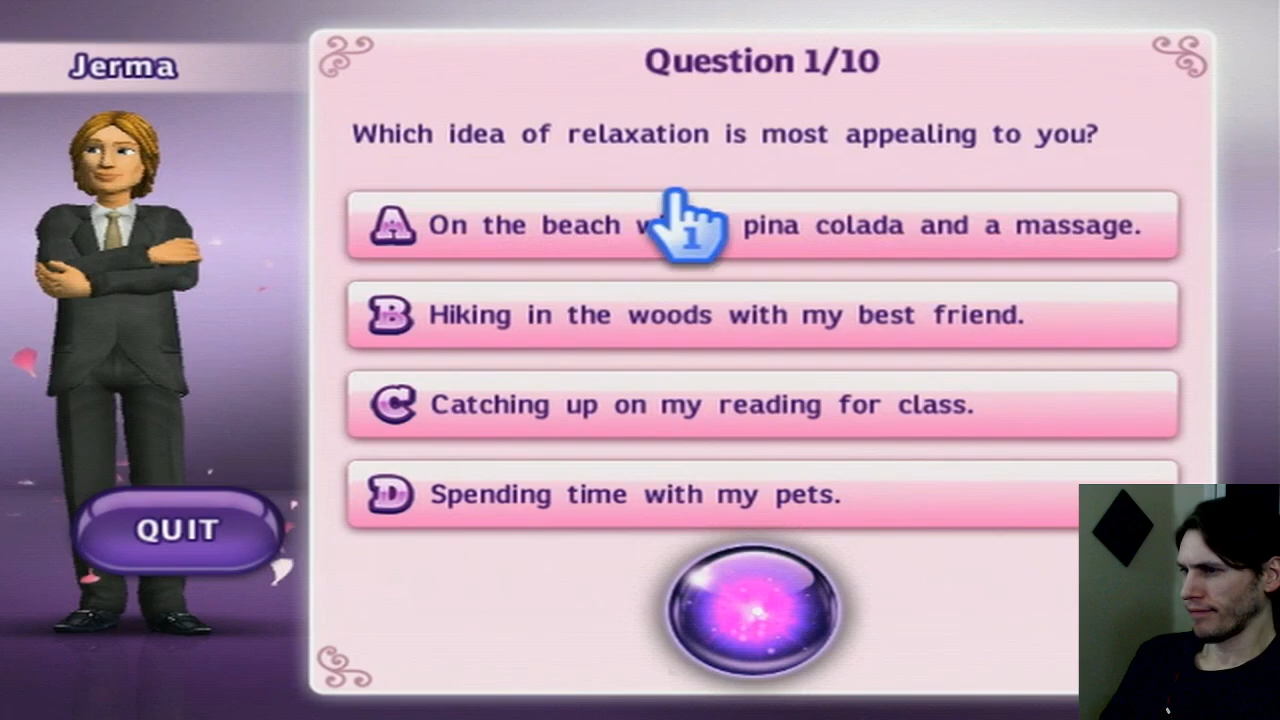 Jerma
Question 1/10
Which idea of relaxation is most appealing to you?
A On the beach pina colada and a massage.
1
B Hiking in the woods with my best friend.
C Catching up on my reading for class.
D Spending time with my pets.
QUIT